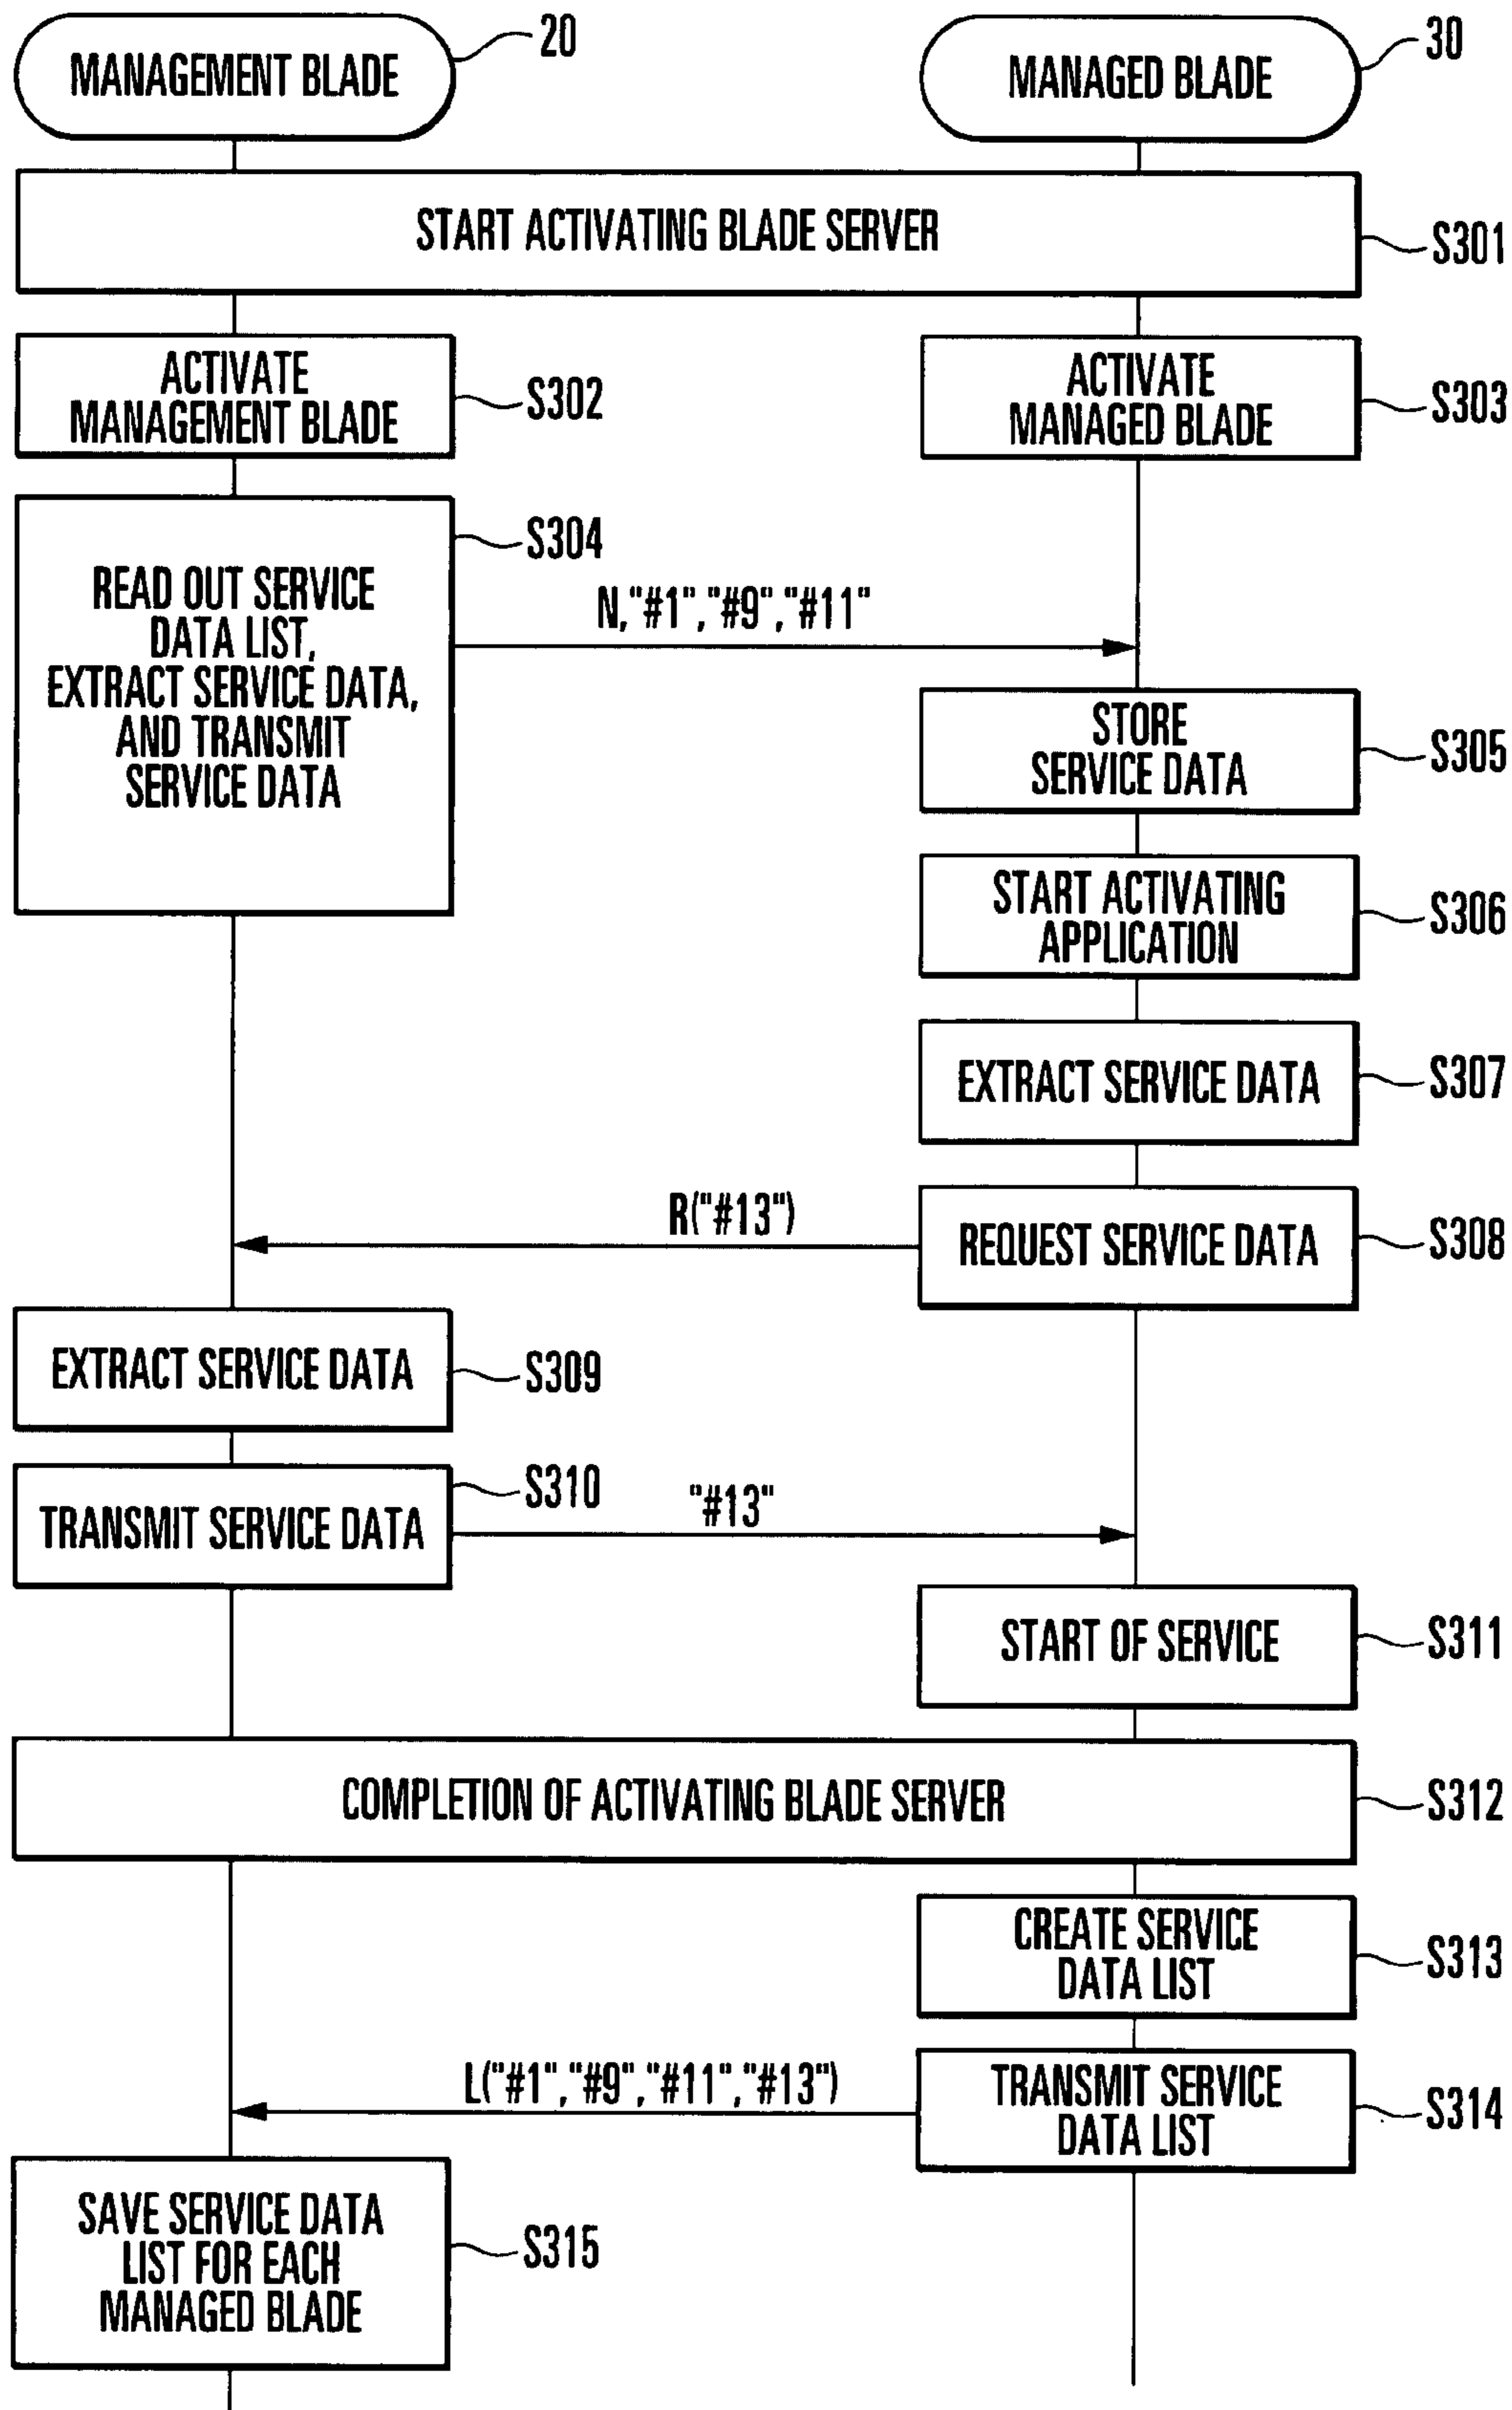 MANAGEMENT BLADE
20
MANAGED BLADE
30
START ACTIVATING BLADE SERVER
S301
ACTIVATE
MANAGEMENT BLADE
S302
ACTIVATE
MANAGED BLADE
S303
READ OUT SERVICE
DATA LIST,
EXTRACT SERVICE DATA,
AND TRANSMIT
SERVICE DATA
S304
N,"#1","#9","#11"
STORE
SERVICE DATA
S305
START ACTIVATING
APPLICATION
S306
EXTRACT SERVICE DATA
S307
R("#13")
REQUEST SERVICE DATA
S308
EXTRACT SERVICE DATA
S309
TRANSMIT SERVICE DATA
S310
"#13"
START OF SERVICE
S311
COMPLETION OF ACTIVATING BLADE SERVER
S312
CREATE SERVICE
DATA LIST
S313
L("#1","#9","#11","#13")
TRANSMIT SERVICE
DATA LIST
S314
SAVE SERVICE DATA
LIST FOR EACH
MANAGED BLADE
S315